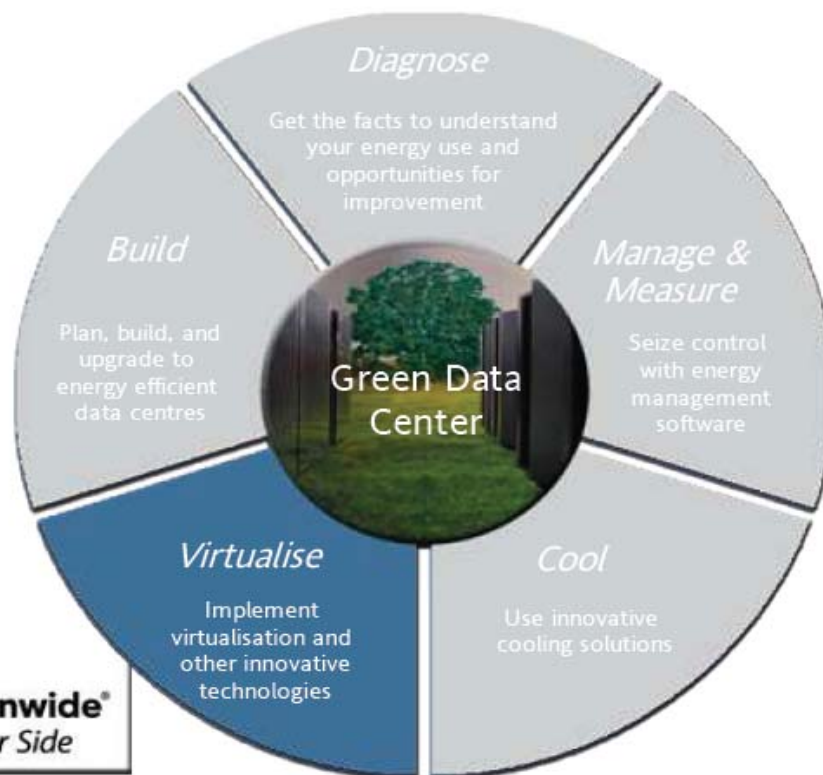 Diagnose
Get the facts to understand
your energy use and
opportunities for
improvement
Build
Plan, build, and
upgrade to
energy efficient
data centres
Manage &
Measure
Seize control
with energy
management
software
Green Data
Center
Virtualise
Implement
virtualisation and
other innovative
technologies
Cool
Use innovative
cooling solutions
nwide®
r Side